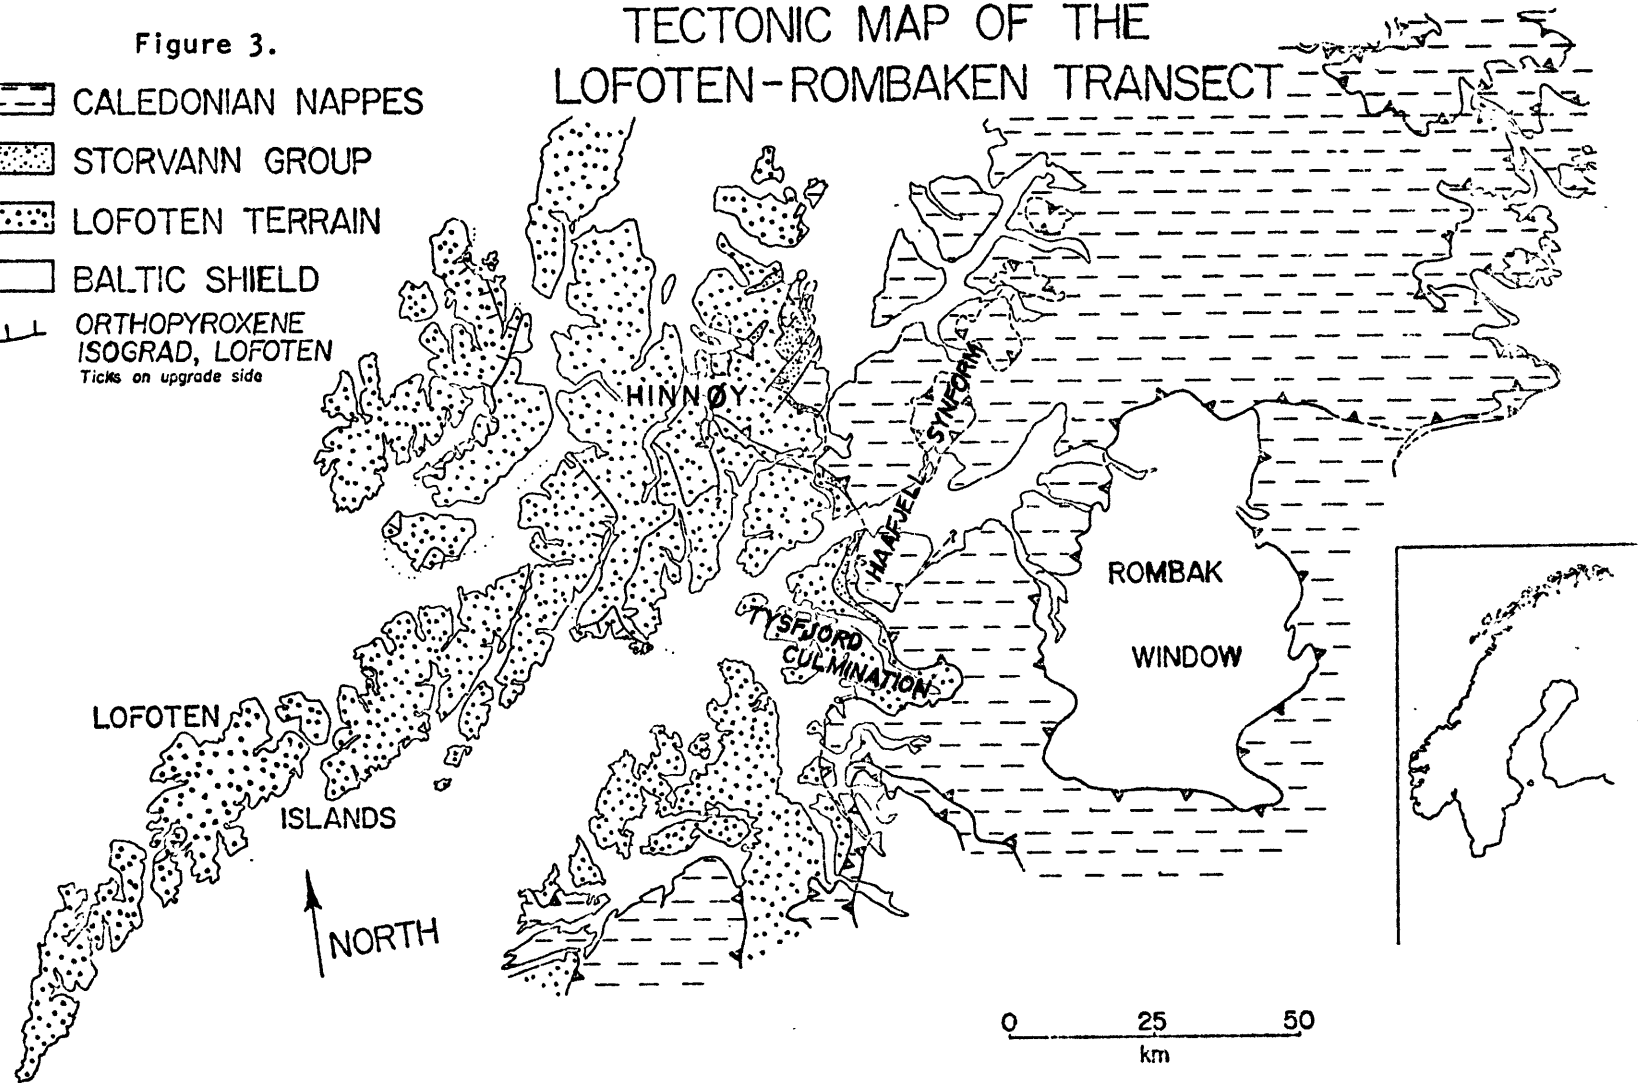 Figure 3.
TECTONIC MAP OF THE
LOFOTEN-ROMBAKEN TRANSECT
CALEDONIAN NAPPES
STORVANN GROUP
LOFOTEN TERRAIN
BALTIC SHIELD
ORTHOPYROXENE
ISOGRAD, LOFOTEN
Ticks on upgrade side
HINNØY
HAAFJELL SYNFORM
ROMBAK
WINDOW
TYSFJORD
CULMINATION
LOFOTEN
ISLANDS
NORTH
0 25 50
km
?
?